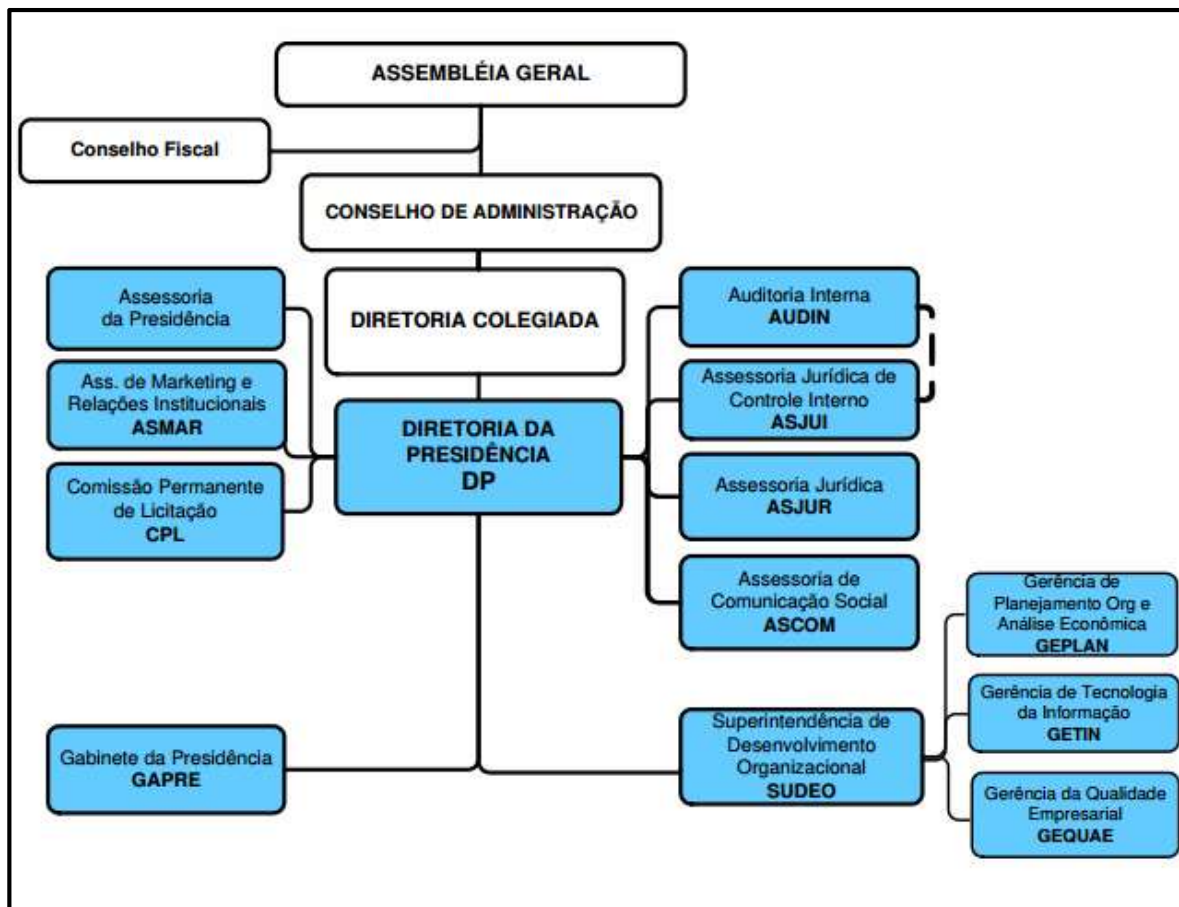 ASSEMBLÉIA GERAL
Conselho Fiscal
CONSELHO DE ADMINISTRAÇÃO
DIRETORIA COLEGIADA
Assessoria
da Presidência
Ass. de Marketing e
Relações Institucionais
ASMAR
Comissão Permanente
de Licitação
CPL
DIRETORIA DA
PRESIDÊNCIA
DP
Auditoria Interna
AUDIN
Assessoria Jurídica de
Controle Interno
ASJUI
Assessoria Jurídica
ASJUR
Assessoria de
Comunicação Social
ASCOM
Gabinete da Presidência
GAPRE
Superintendência de
Desenvolvimento
Organizacional
SUDEO
Gerência de
Planejamento Org e
Análise Econômica
GEPLAN
Gerência de Tecnologia
da Informação
GETIN
Gerência da Qualidade
Empresarial
GEQUAE